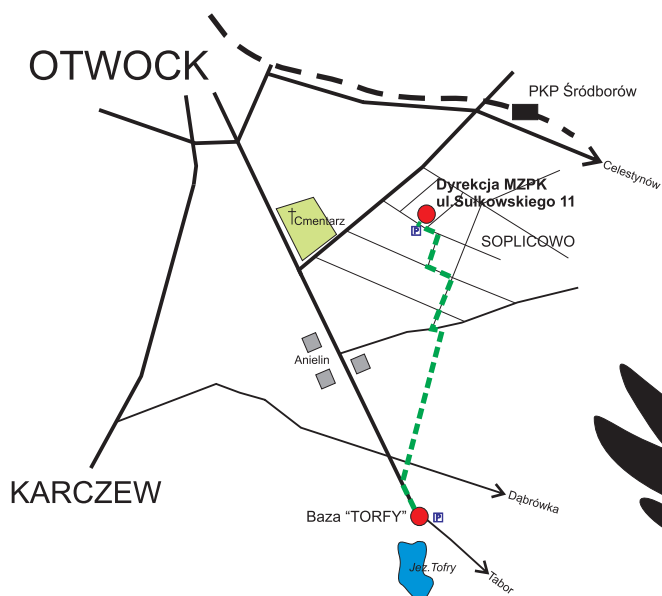 OTWOCK
PKP Śródborów
Celestynów
Dyrekcja MZPK
ul.Sułkowskiego 11
†Cmentarz
P
SOPLICOWO
Anielin
KARCZEW
Dąbrówka
Baza “TORFY”
P
Jez.Tofry
Tabor